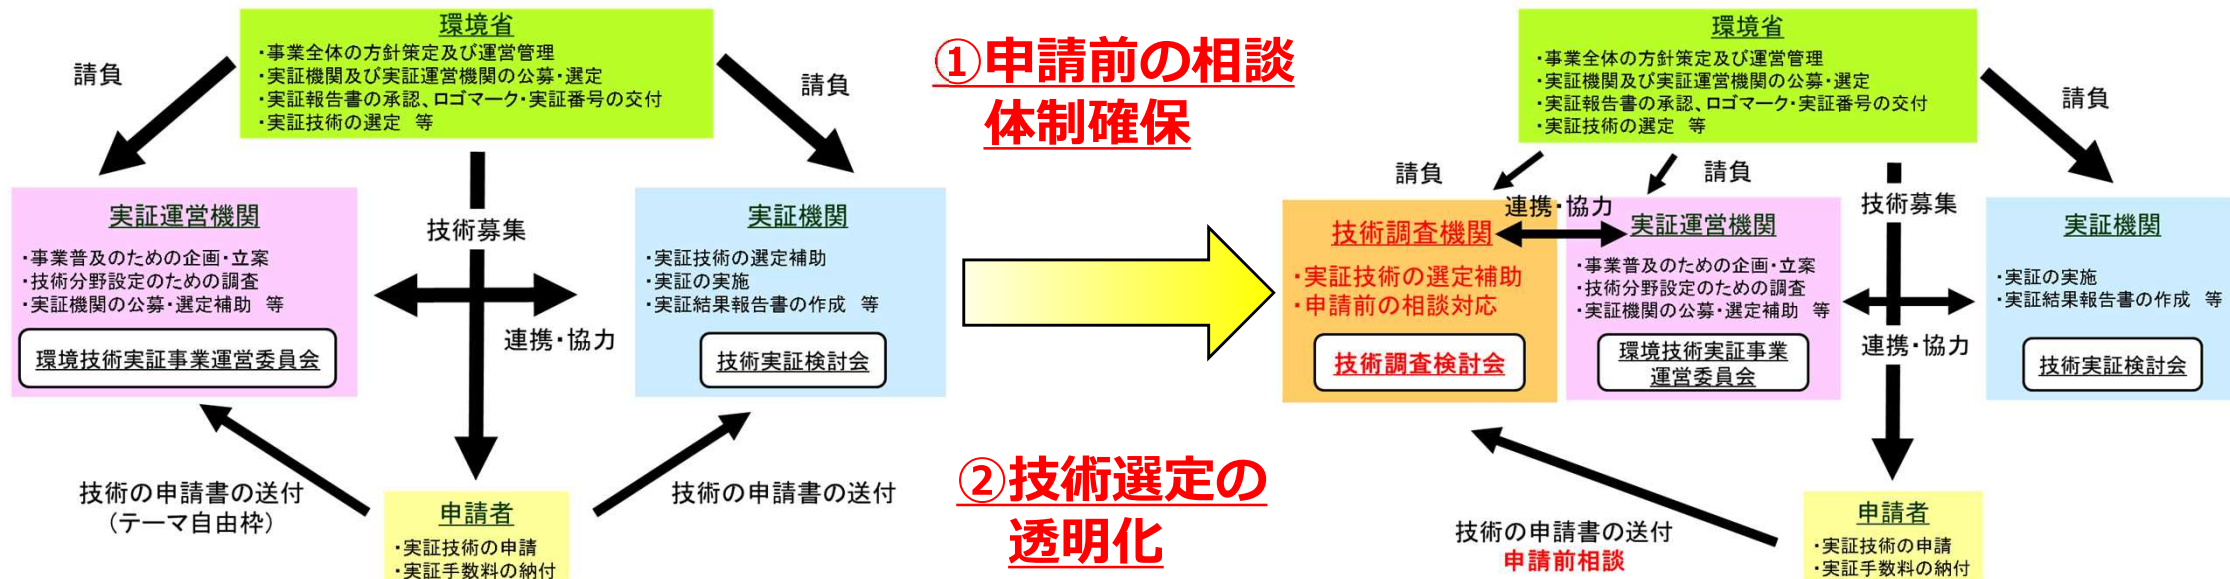 環境省
・事業全体の方針策定及び運営管理
・実証機関及び実証運営機関の公募・選定
・実証報告書の承認、ロゴマーク・実証番号の交付
・実証技術の選定 等
請負
請負
実証運営機関
・事業普及のための企画・立案
・技術分野設定のための調査
・実証機関の公募・選定補助 等
環境技術実証事業運営委員会
技術募集
連携・協力
実証機関
・実証技術の選定補助
・実証の実施
・実証結果報告書の作成 等
技術実証検討会
技術の申請書の送付
（テーマ自由枠）
技術の申請書の送付
申請者
・実証技術の申請
・実証手数料の納付
①申請前の相談
体制確保
②技術選定の
透明化
環境省
・事業全体の方針策定及び運営管理
・実証機関及び実証運営機関の公募・選定
・実証報告書の承認、ロゴマーク・実証番号の交付
・実証技術の選定 等
請負
請負
請負
技術調査機関
・実証技術の選定補助
・申請前の相談対応
技術調査検討会
連携・協力
実証運営機関
・事業普及のための企画・立案
・技術分野設定のための調査
・実証機関の公募・選定補助 等
環境技術実証事業
運営委員会
技術募集
連携・協力
実証機関
・実証の実施
・実証結果報告書の作成 等
技術実証検討会
技術の申請書の送付
申請前相談
申請者
・実証技術の申請
・実証手数料の納付